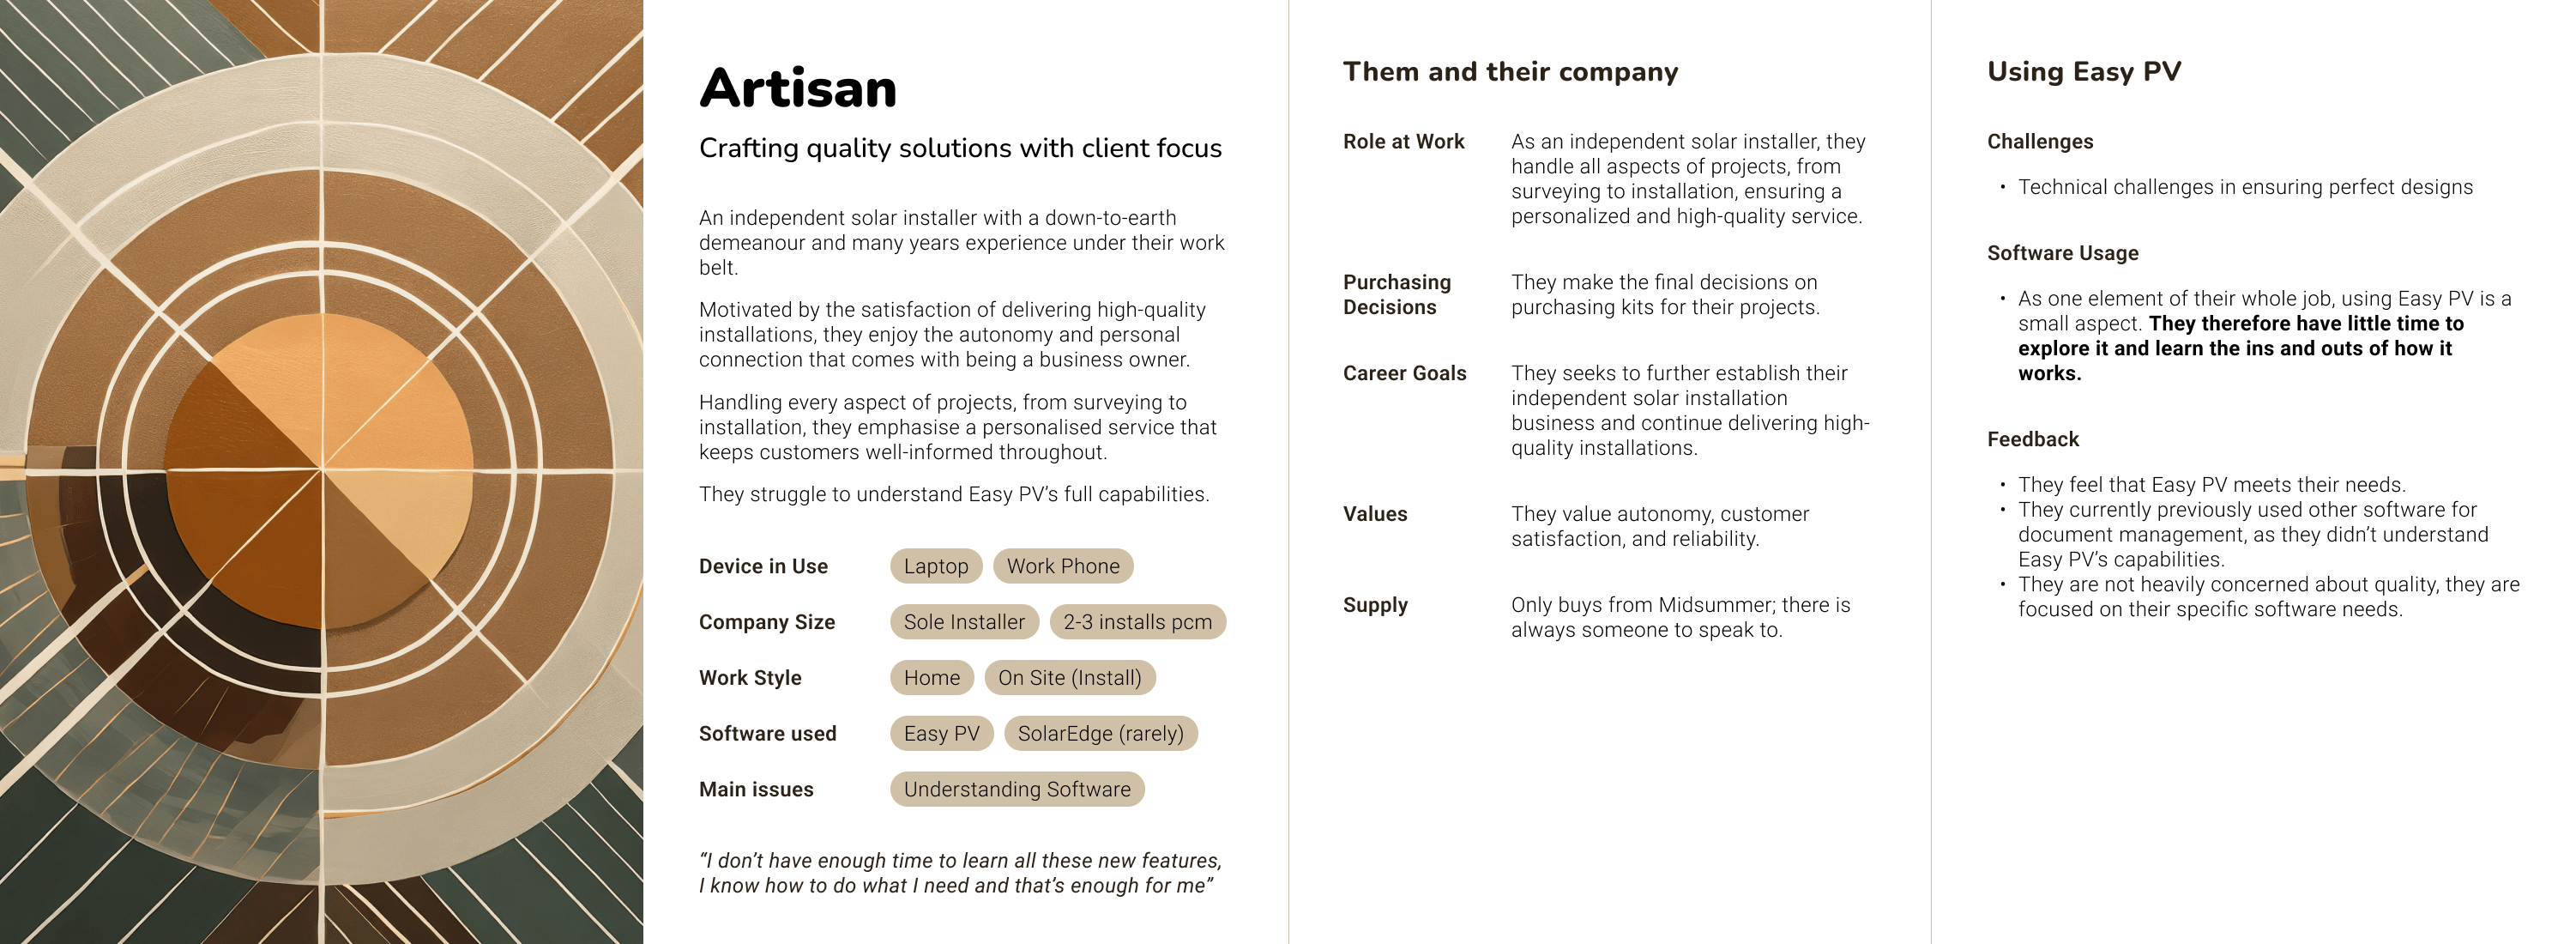 Artisan
Crafting quality solutions with client focus
An independent solar installer with a down-to-earth
demeanour and many years experience under their work
belt.
Motivated by the satisfaction of delivering high-quality
installations, they enjoy the autonomy and personal
connection that comes with being a business owner.
Handling every aspect of projects, from surveying to
installation, they emphasise a personalised service that
keeps customers well-informed throughout.
They struggle to understand Easy PV’s full capabilities.
Device in Use Laptop Work Phone
Company Size Sole Installer 2-3 installs pcm
Work Style Home On Site (Install)
Software used Easy PV SolarEdge (rarely)
Main issues Understanding Software
“I don’t have enough time to learn all these new features,
I know how to do what I need and that’s enough for me”
Them and their company
Role at Work As an independent solar installer, they
handle all aspects of projects, from
surveying to installation, ensuring a
personalized and high-quality service.
Purchasing They make the final decisions on
Decisions purchasing kits for their projects.
Career Goals They seeks to further establish their
independent solar installation
business and continue delivering high-
quality installations.
Values They value autonomy, customer
satisfaction, and reliability.
Supply Only buys from Midsummer; there is
always someone to speak to.
Using Easy PV
Challenges
• Technical challenges in ensuring perfect designs
Software Usage
• As one element of their whole job, using Easy PV is a
small aspect. They therefore have little time to
explore it and learn the ins and outs of how it
works.
Feedback
• They feel that Easy PV meets their needs.
• They currently previously used other software for
document management, as they didn’t understand
Easy PV’s capabilities.
• They are not heavily concerned about quality, they are
focused on their specific software needs.